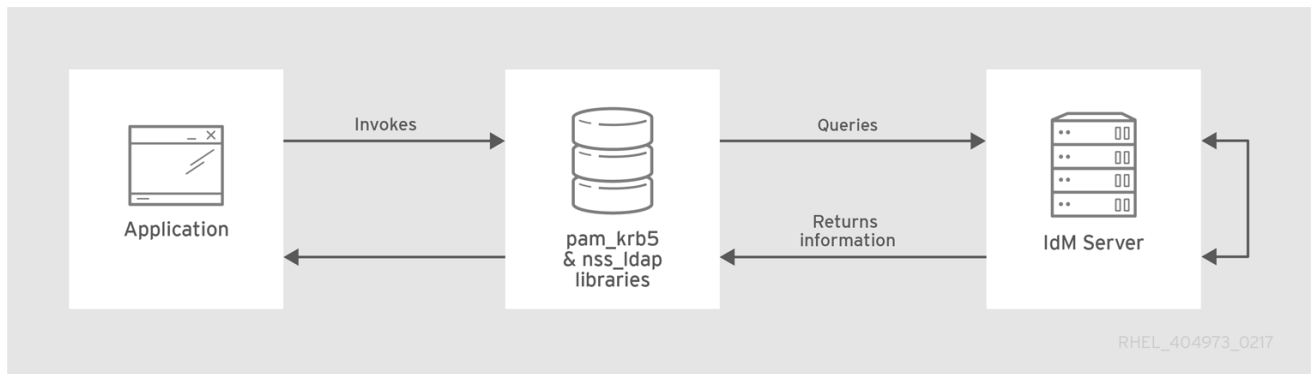 Invokes
Queries
Application
Returns
information
pam_krb5
& nss_ldap
libraries
IdM Server
RHEL_404973_0217